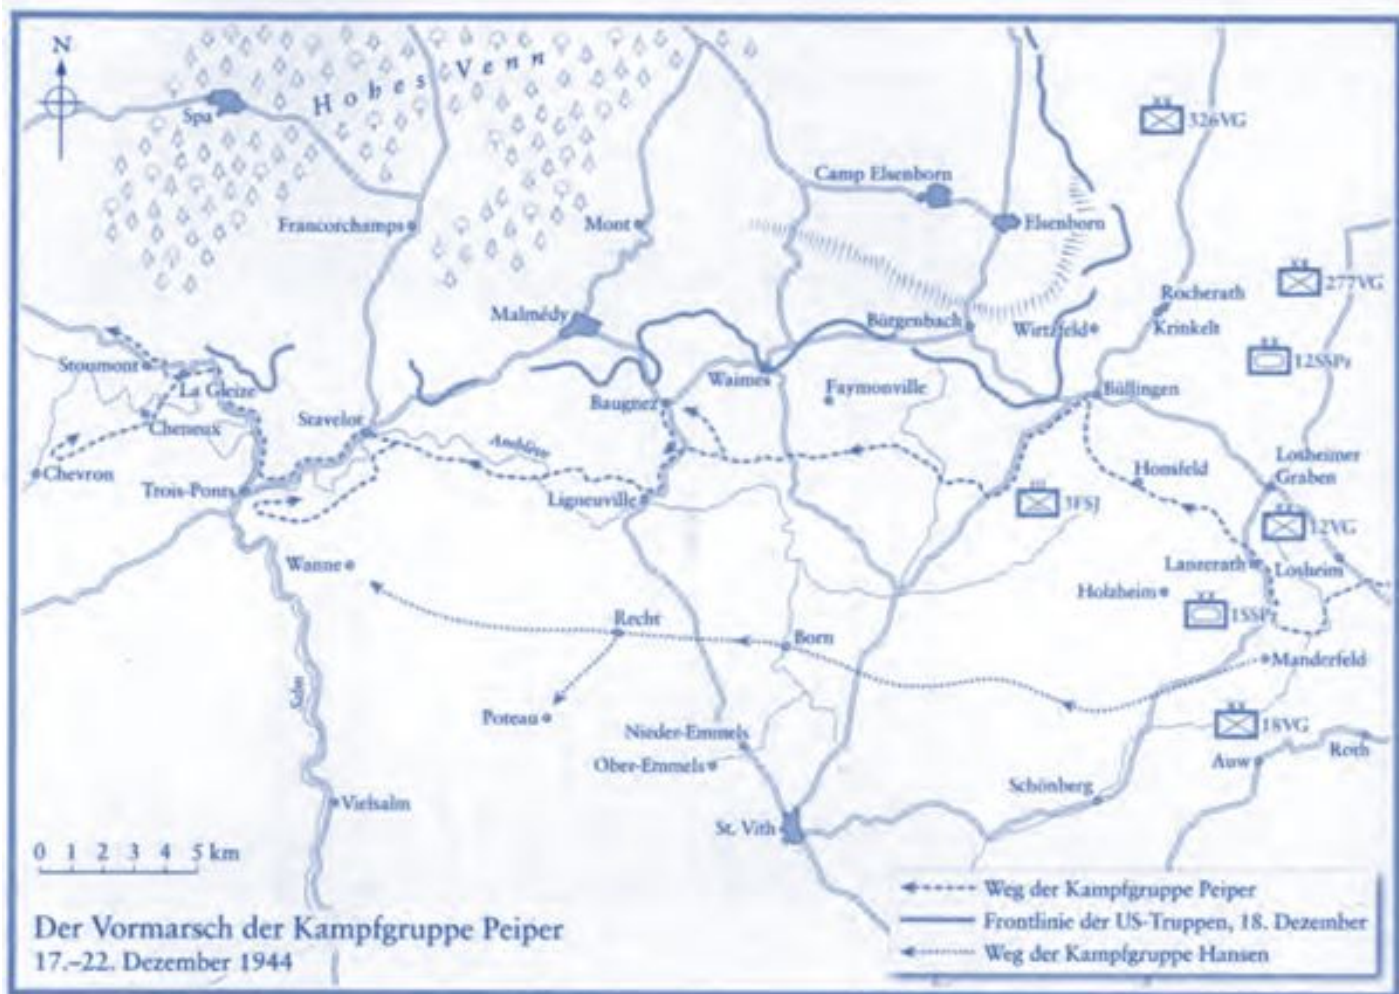 N
Hohes Venn
Spa
326VG
Camp Elsenborn
Francorchamps
Mont
Elsenborn
277VG
Rocherath
Malmédy
Bütgenbach
Wirtzfeld
Krinkelt
12SSPz
Stoumont
La Gleize
Waimes
Faymonville
Büllingen
Baugnez
Stavelot
Cheneux
Amblève
Chevron
Honsfeld
Losheimer
Graben
Trois-Ponts
Ligneuville
3FSJ
12VG
Wanne
Lanzerath
Losheim
Holzheim
1SSPz
Recht
Born
Manderfeld
Salm
Poteau
Nieder-Emmels
18VG
Ober-Emmels
Auw
Roth
Schönberg
Vielsalm
St. Vith
0 1 2 3 4 5 km
Weg der Kampfgruppe Peiper
Frontlinie der US-Truppen, 18. Dezember
Weg der Kampfgruppe Hansen
Der Vormarsch der Kampfgruppe Peiper
17.–22. Dezember 1944